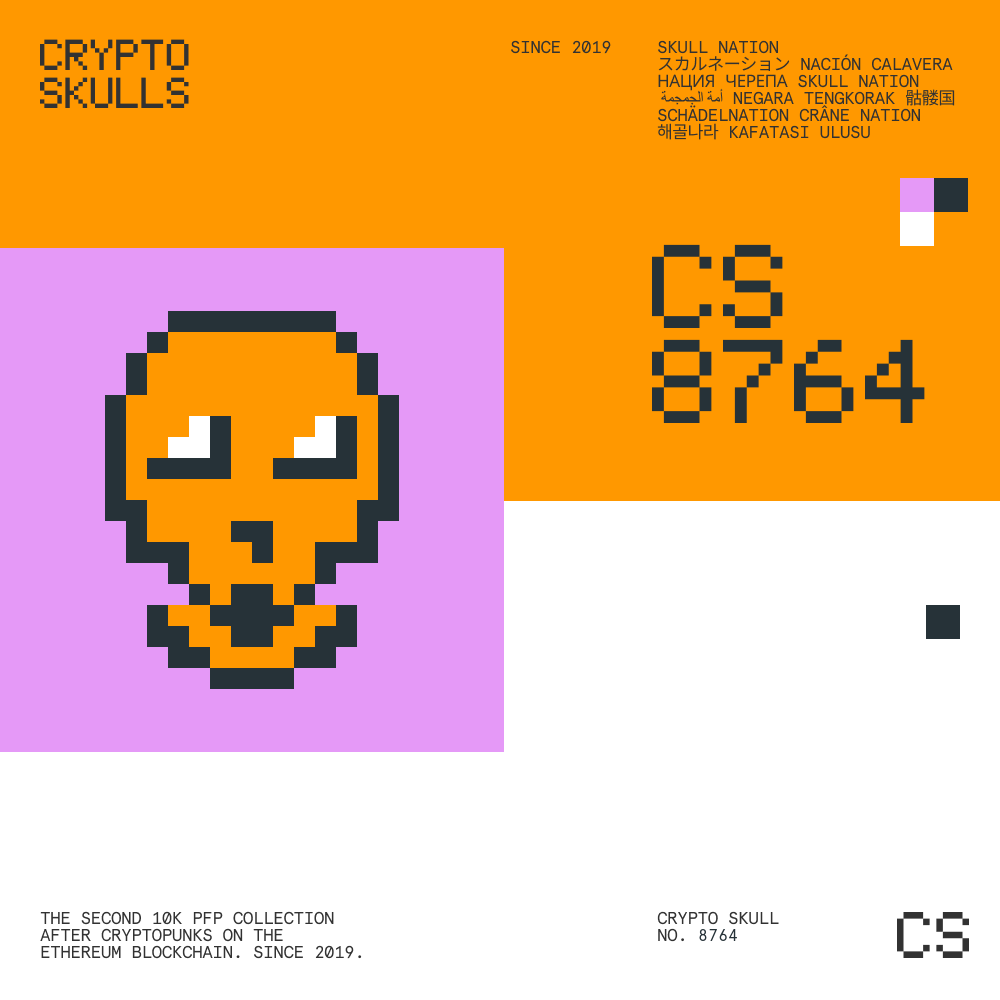 CRYPTO
SKULLS
SINCE 2019
SKULL NATION
スカルネーション NACIÓN CALAVERA
НАЦИЯ ЧЕРЕПА SKULL NATION
أمة الجمجمة NEGARA TENGKORAK 骷髅国
SCHÄDELNATION CRÂNE NATION
해골나라 KAFATASI ULUSU
CS
8764
THE SECOND 10K PFP COLLECTION
AFTER CRYPTOPUNKS ON THE
ETHEREUM BLOCKCHAIN. SINCE 2019.
CRYPTO SKULL
NO. 8764
CS